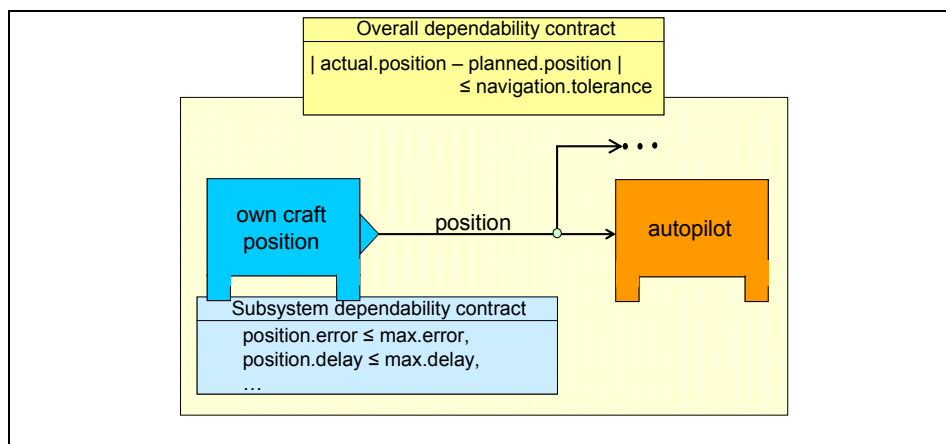 Overall dependability contract
| actual.position – planned.position |
≤ navigation.tolerance
• • •
own craft
position
position
autopilot
Subsystem dependability contract
position.error ≤ max.error,
position.delay ≤ max.delay,
…